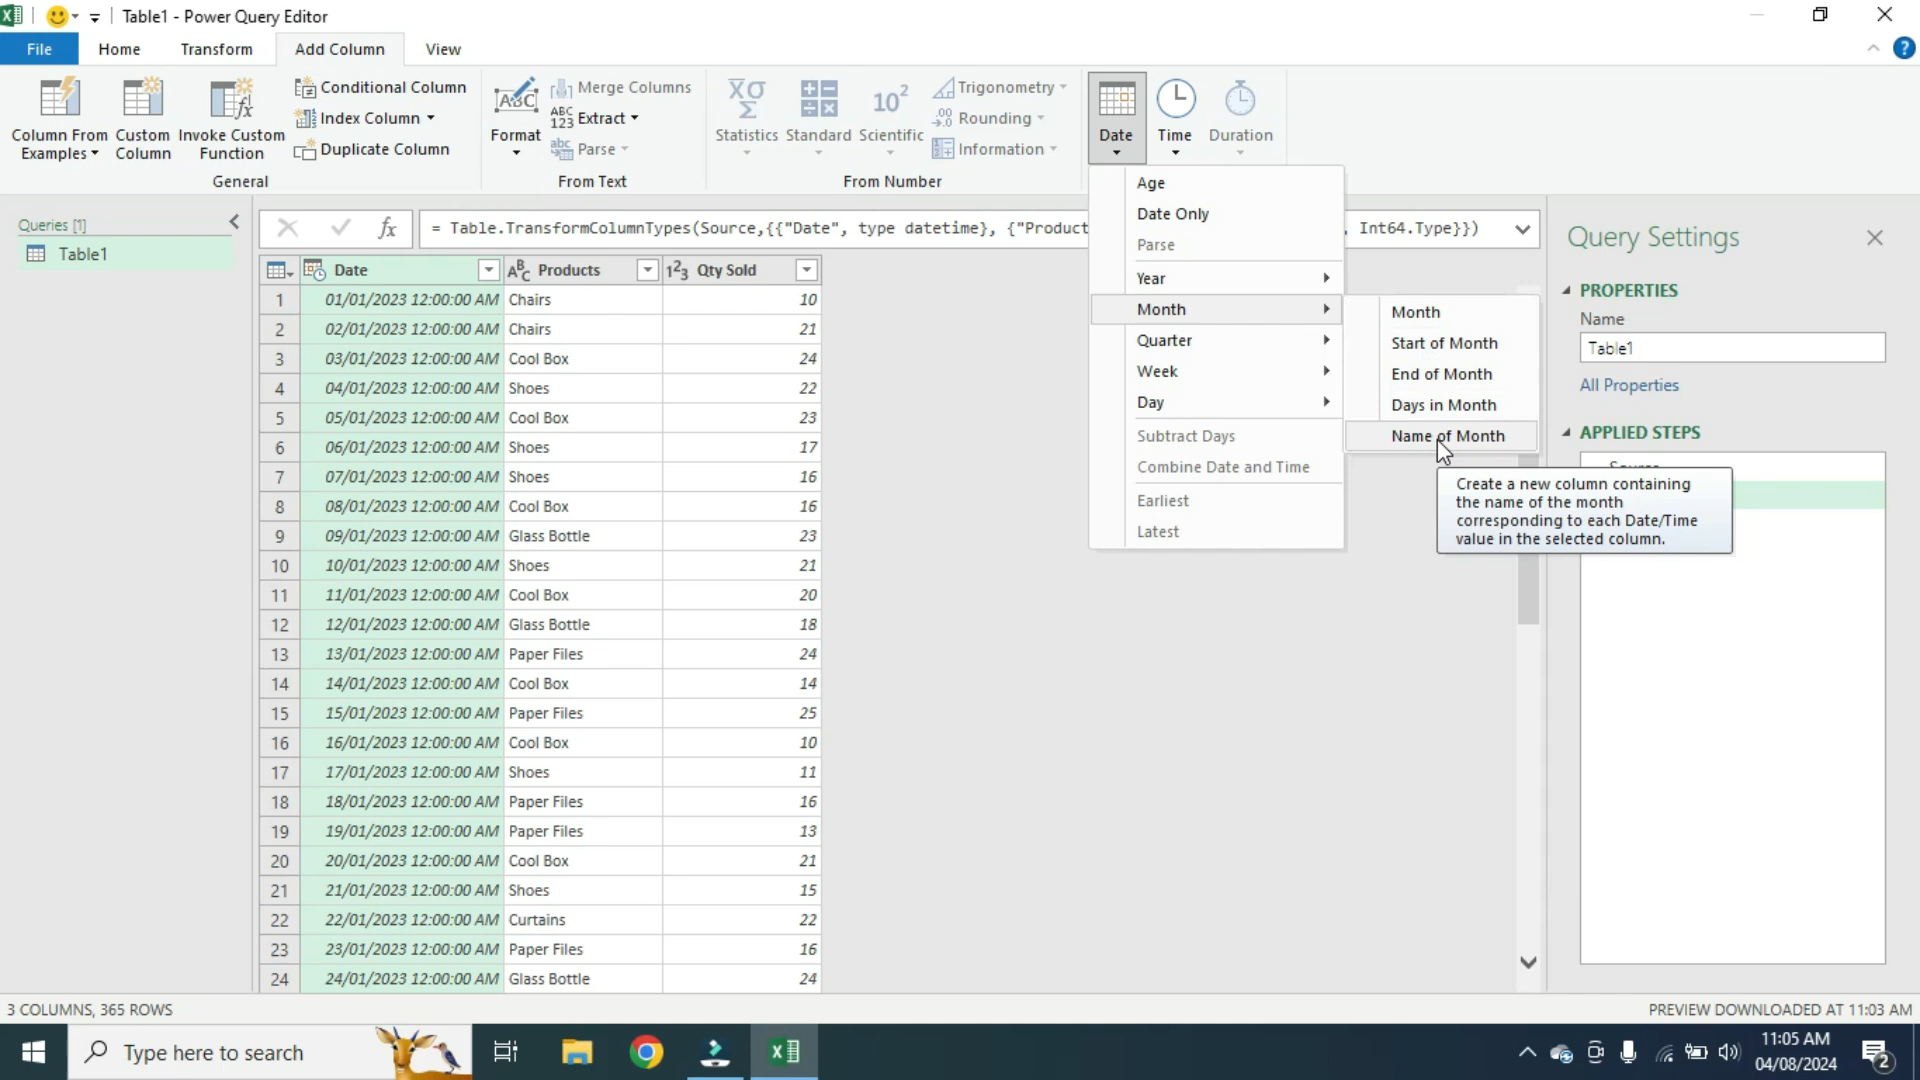 Table1 - Power Query Editor
File
Home
Transform
Add Column
View
Column From Examples
Custom Column
Invoke Custom Function
Conditional Column
Index Column
Duplicate Column
General
ABC
Format
Merge Columns
ABC 123 Extract
abc Parse
From Text
XΣσ Statistics
Standard
10² Scientific
Trigonometry
.00 Rounding
Information
From Number
Date
Time
Duration
Queries [1]
Table1
fx
= Table.TransformColumnTypes(Source,{{"Date", type datetime}, {"Product
, Int64.Type}})
Age
Date Only
Parse
Year
Month
Quarter
Week
Day
Subtract Days
Combine Date and Time
Earliest
Latest
Month
Start of Month
End of Month
Days in Month
Name of Month
Create a new column containing
the name of the month
corresponding to each Date/Time
value in the selected column.
Query Settings
PROPERTIES
Name
Table1
All Properties
APPLIED STEPS
Date ABC Products 123 Qty Sold
1 01/01/2023 12:00:00 AM Chairs 10
2 02/01/2023 12:00:00 AM Chairs 21
3 03/01/2023 12:00:00 AM Cool Box 24
4 04/01/2023 12:00:00 AM Shoes 22
5 05/01/2023 12:00:00 AM Cool Box 23
6 06/01/2023 12:00:00 AM Shoes 17
7 07/01/2023 12:00:00 AM Shoes 16
8 08/01/2023 12:00:00 AM Cool Box 16
9 09/01/2023 12:00:00 AM Glass Bottle 23
10 10/01/2023 12:00:00 AM Shoes 21
11 11/01/2023 12:00:00 AM Cool Box 20
12 12/01/2023 12:00:00 AM Glass Bottle 18
13 13/01/2023 12:00:00 AM Paper Files 24
14 14/01/2023 12:00:00 AM Cool Box 14
15 15/01/2023 12:00:00 AM Paper Files 25
16 16/01/2023 12:00:00 AM Cool Box 10
17 17/01/2023 12:00:00 AM Shoes 11
18 18/01/2023 12:00:00 AM Paper Files 16
19 19/01/2023 12:00:00 AM Paper Files 13
20 20/01/2023 12:00:00 AM Cool Box 21
21 21/01/2023 12:00:00 AM Shoes 15
22 22/01/2023 12:00:00 AM Curtains 22
23 23/01/2023 12:00:00 AM Paper Files 16
24 24/01/2023 12:00:00 AM Glass Bottle 24
3 COLUMNS, 365 ROWS
PREVIEW DOWNLOADED AT 11:03 AM
Type here to search
11:05 AM
04/08/2024
2